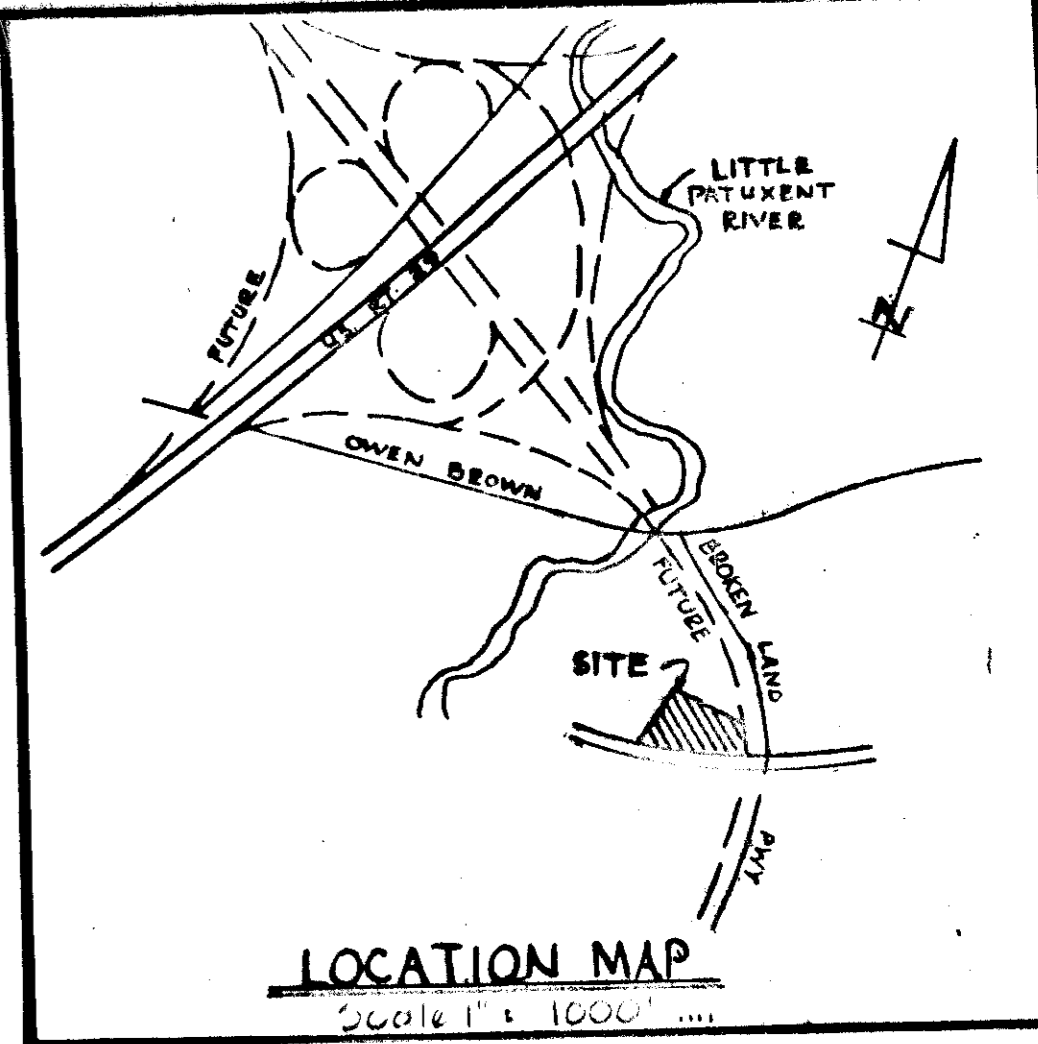 LITTLE
PATUXENT
RIVER
N
FUTURE
U.S. RT. 29
OWEN BROWN
BROKEN LAND
FUTURE
SITE
PWY
LOCATION MAP
Scale 1" : 1000'